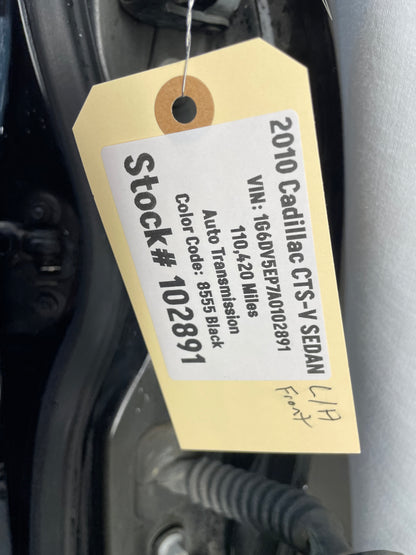 2010 Cadillac CTS-V SEDAN
VIN: 1G6DV5EP7A0102891
110,420 Miles
Auto Transmission
Color Code: 8555 Black
Stock# 102891
L/H
Front